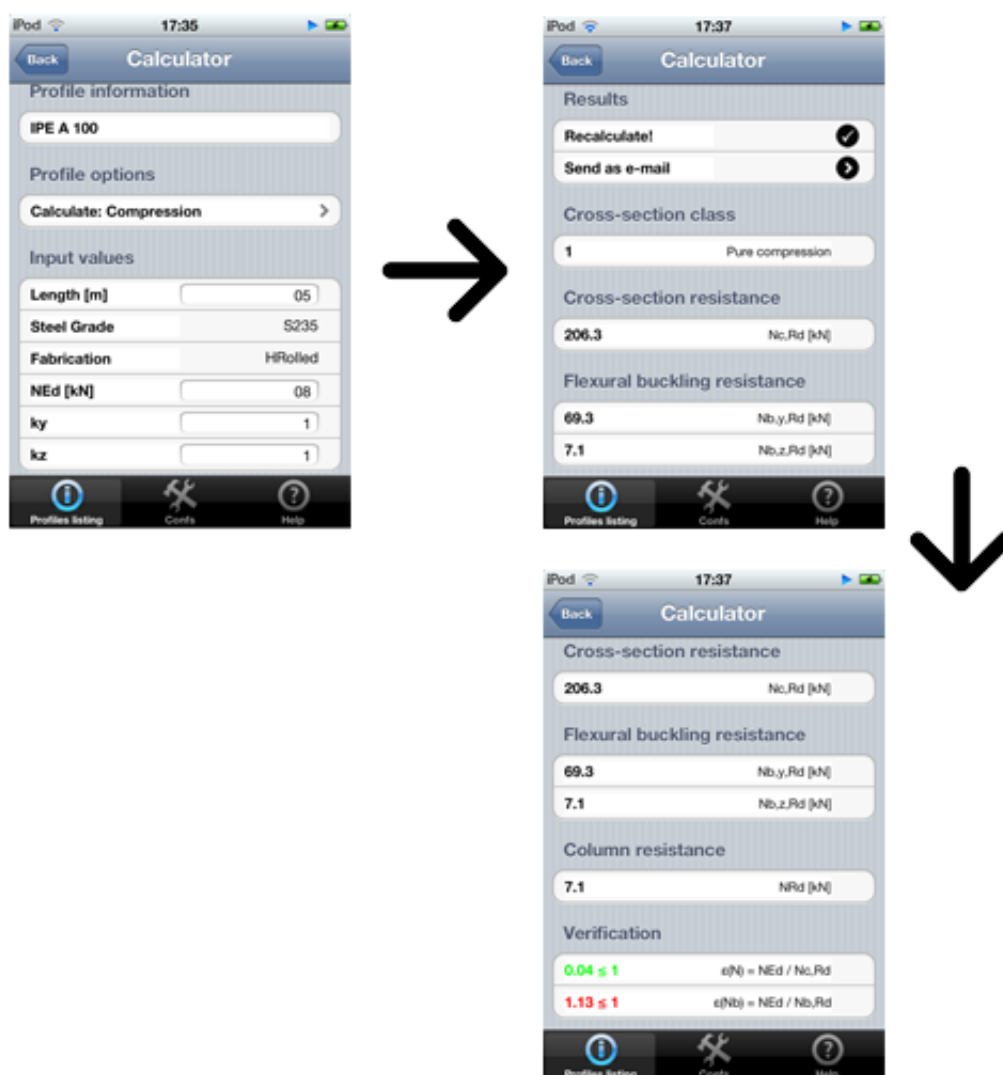 iPod 17:35
Back Calculator
Profile information
IPE A 100
Profile options
Calculate: Compression
Input values
Length [m] 05
Steel Grade S235
Fabrication HRolled
NEd [kN] 08
ky 1
kz 1
Profiles listing Confs Help
iPod 17:37
Back Calculator
Results
Recalculate!
Send as e-mail
Cross-section class
1 Pure compression
Cross-section resistance
206.3 Nc,Rd [kN]
Flexural buckling resistance
69.3 Nb,y,Rd [kN]
7.1 Nb,z,Rd [kN]
Profiles listing Confs Help
iPod 17:37
Back Calculator
Cross-section resistance
206.3 Nc,Rd [kN]
Flexural buckling resistance
69.3 Nb,y,Rd [kN]
7.1 Nb,z,Rd [kN]
Column resistance
7.1 NRd [kN]
Verification
0.04 ≤ 1 ε(N) = NEd / Nc,Rd
1.13 ≤ 1 ε(Nb) = NEd / Nb,Rd
Profiles listing Confs Help